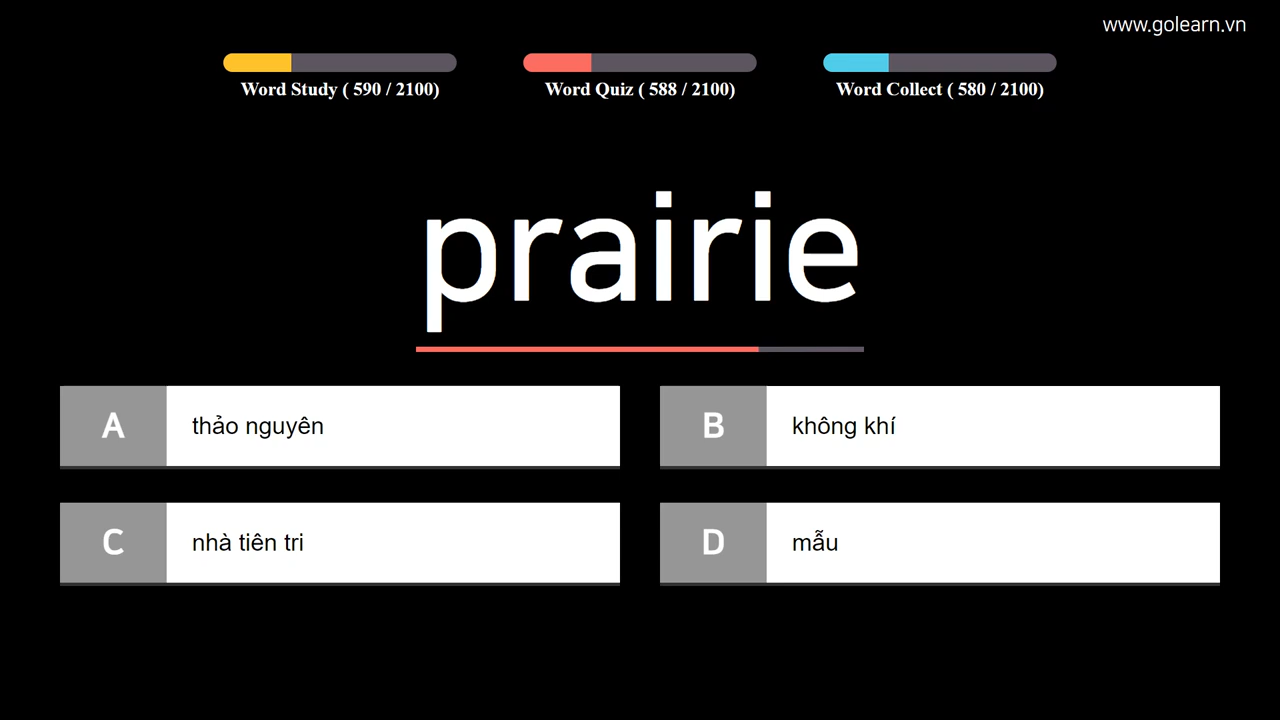 www.golearn.vn
Word Study ( 590 / 2100)
Word Quiz ( 588 / 2100)
Word Collect ( 580 / 2100)
prairie
A thảo nguyên
B không khí
C nhà tiên tri
D mẫu